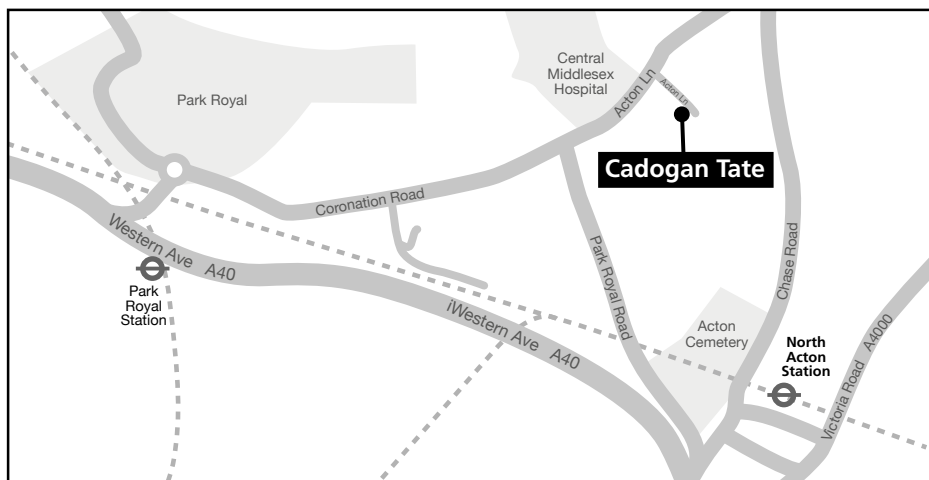 Park Royal
Central
Middlesex
Hospital
Acton Ln
Acton Ln
Cadogan Tate
Coronation Road
Western Ave A40
Park
Royal
Station
iWestern Ave A40
Park Royal Road
Chase Road
Acton
Cemetery
North
Acton
Station
Victoria Road A4000